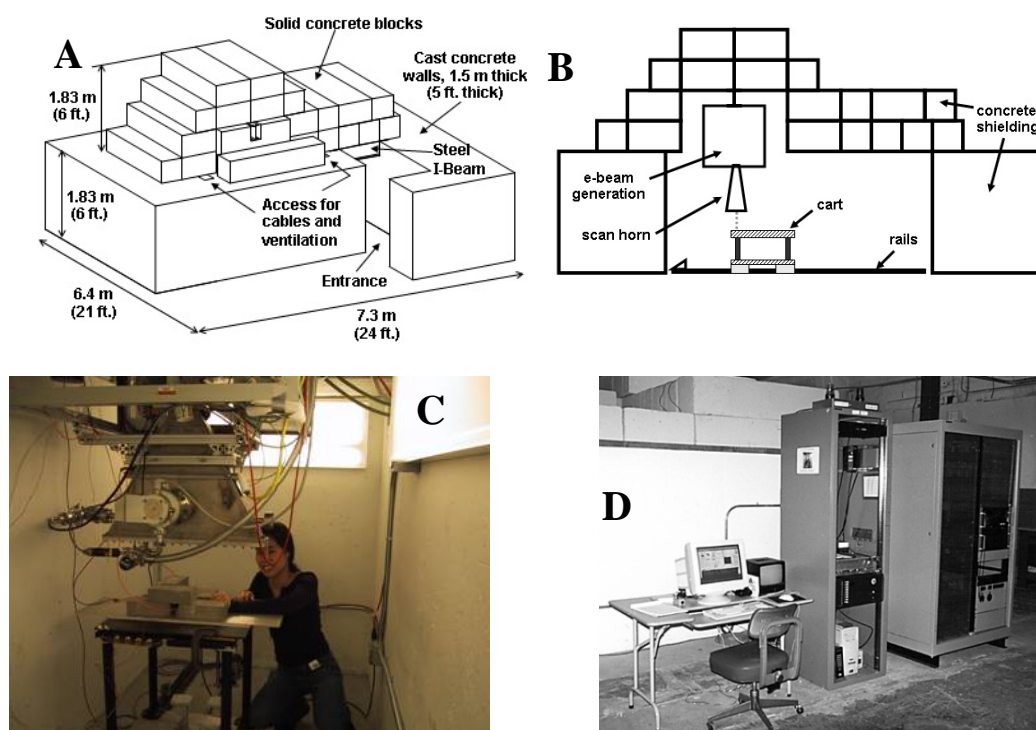 A
Solid concrete blocks
Cast concrete
walls, 1.5 m thick
(5 ft. thick)
1.83 m
(6 ft.)
Steel
I-Beam
1.83 m
(6 ft.)
Access for
cables and
ventilation
Entrance
6.4 m
(21 ft.)
7.3 m
(24 ft.)
B
concrete
shielding
e-beam
generation
cart
scan horn
rails
C
D